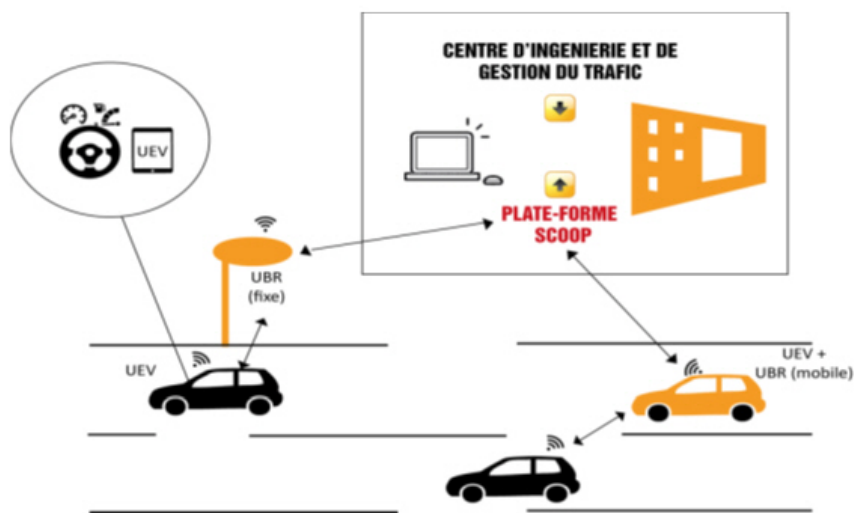 CENTRE D'INGENIERIE ET DE
GESTION DU TRAFIC
UEV
PLATE-FORME
SCOOP
UBR
(fixe)
UEV
UEV +
UBR (mobile)